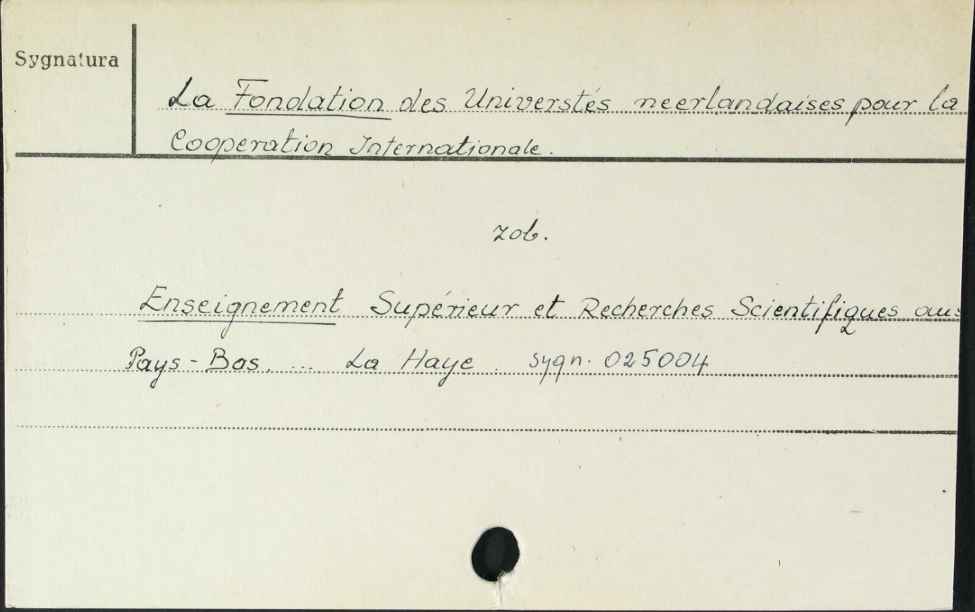 Sygnatura
La Fondation des Universtés neerlandaises pour la
Cooperation Internationale.
zob.
Enseignement Supérieur et Recherches Scientifiques aux
Pays-Bas. ... La Haye. sygn. 025004